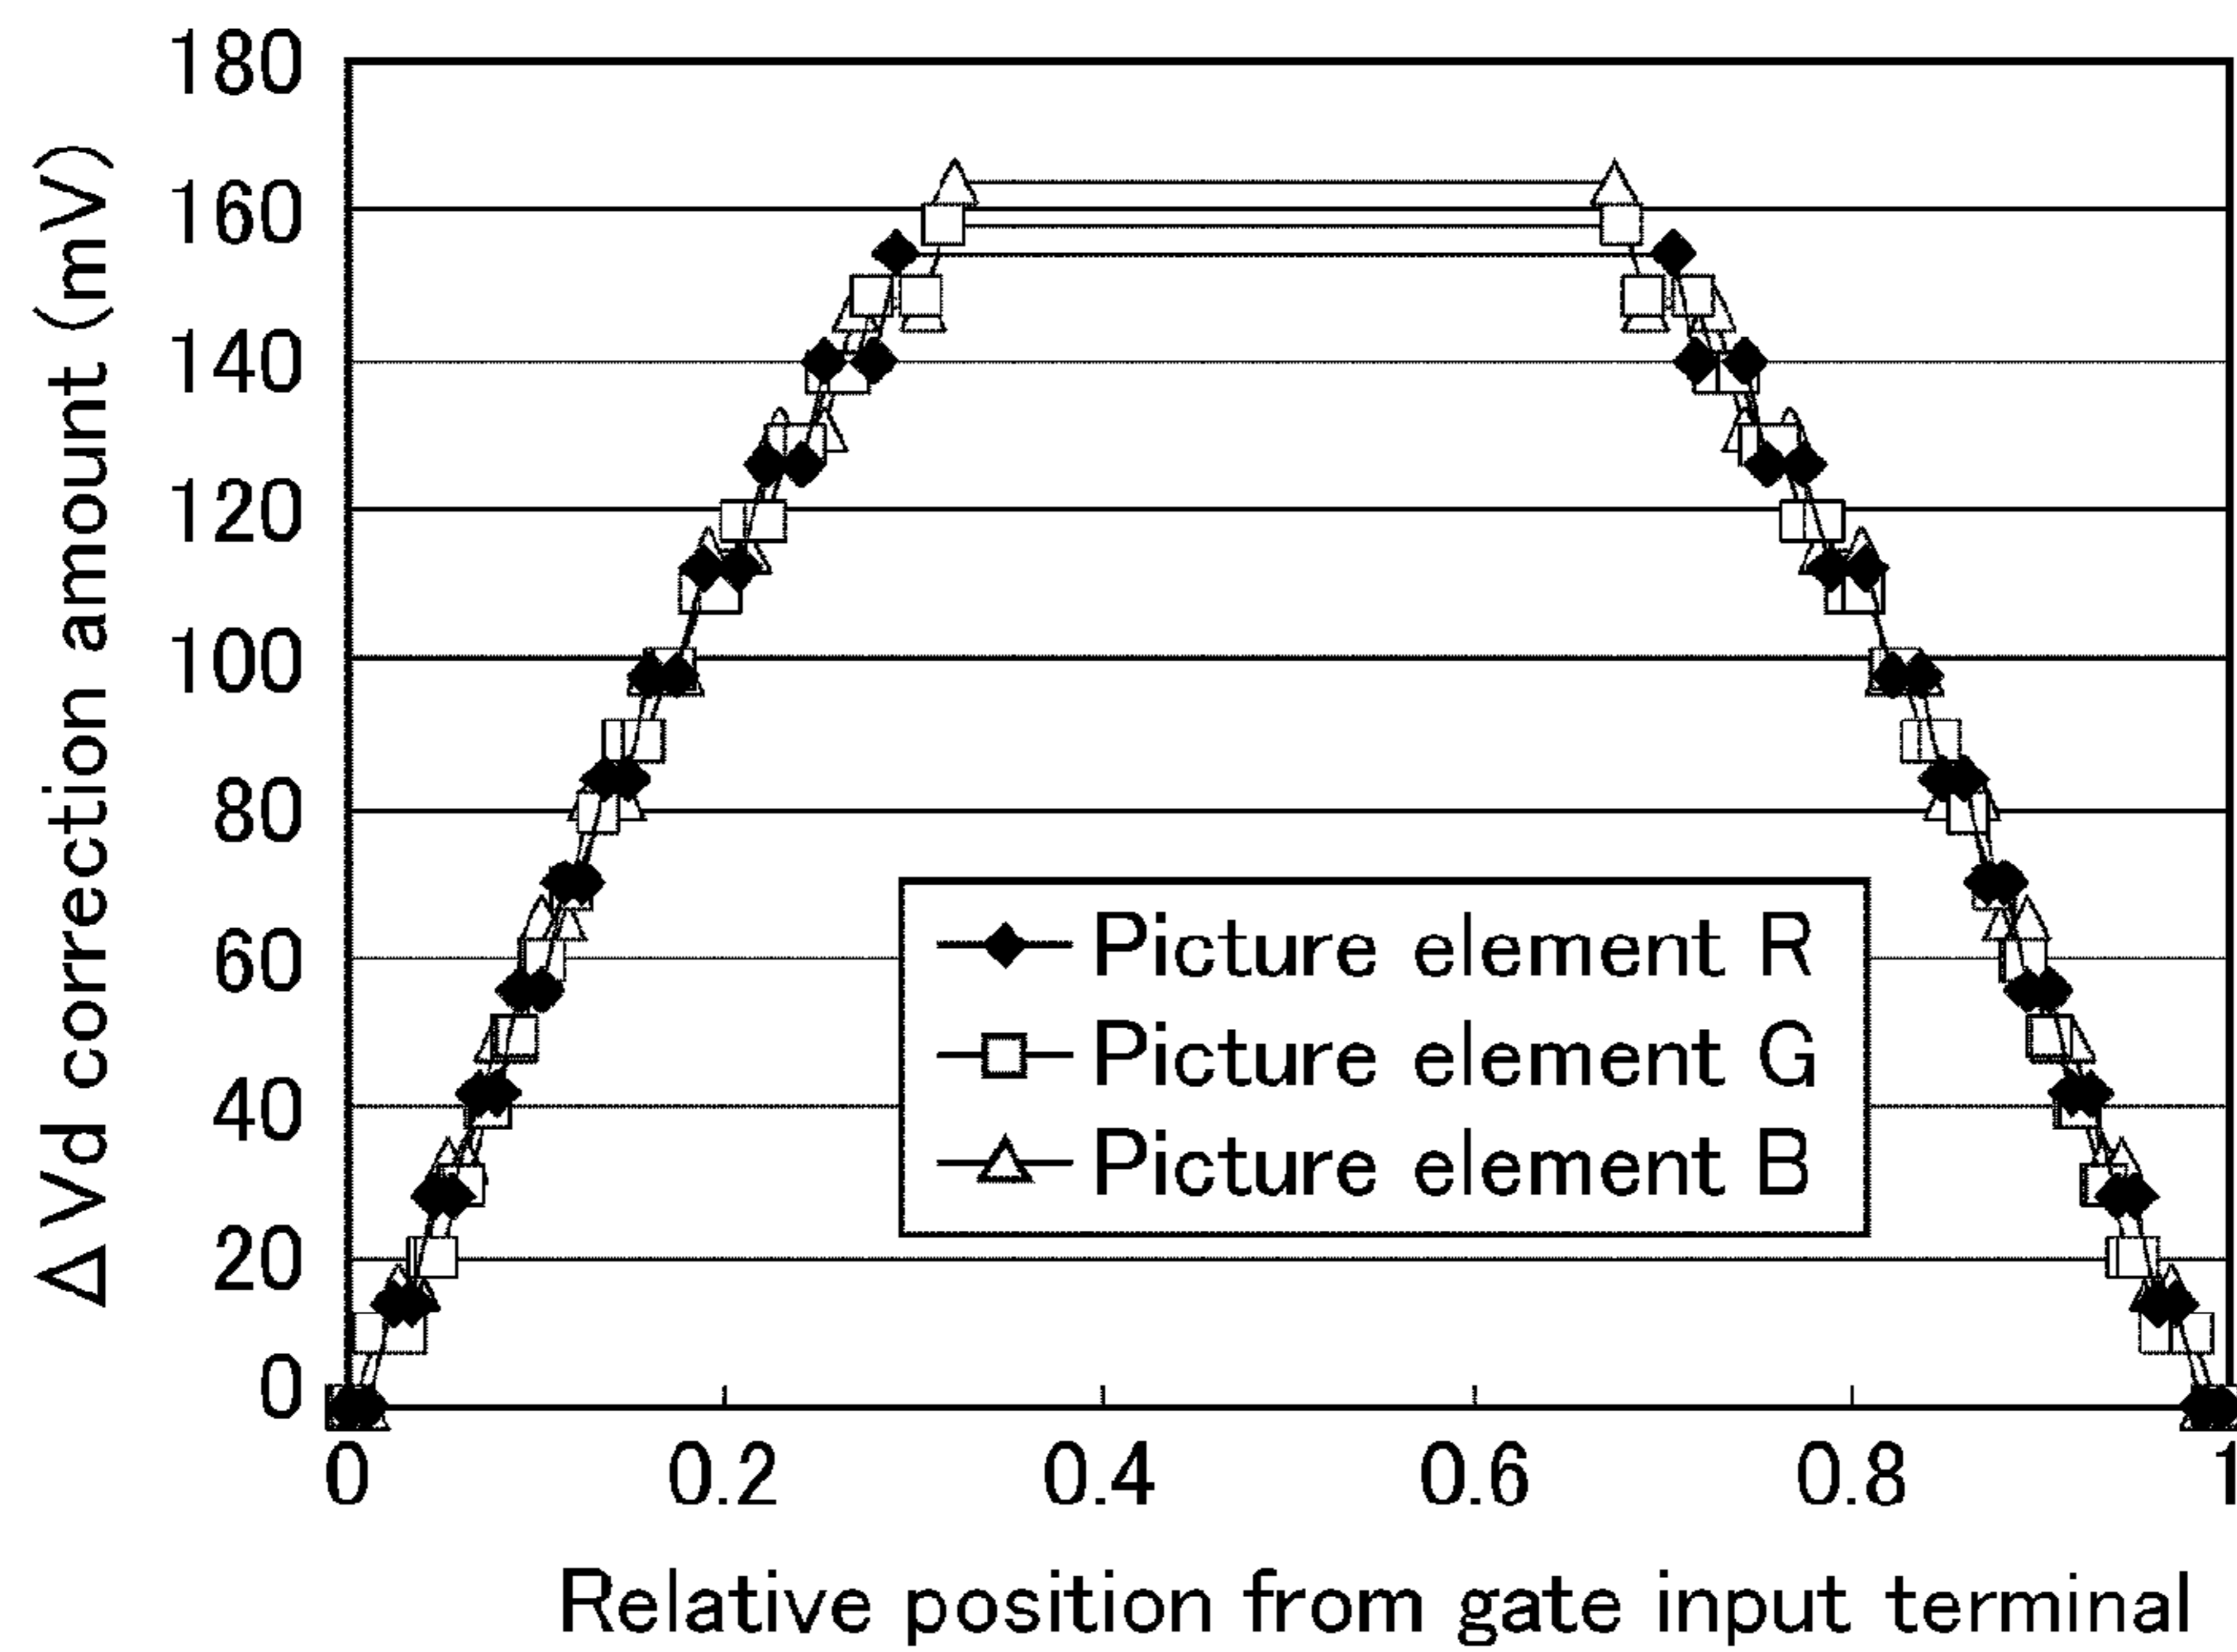 ΔVd correction amount (mV)
180
160
140
120
100
80
60
40
20
0
Picture element R
Picture element G
Picture element B
0 0.2 0.4 0.6 0.8 1
Relative position from gate input terminal